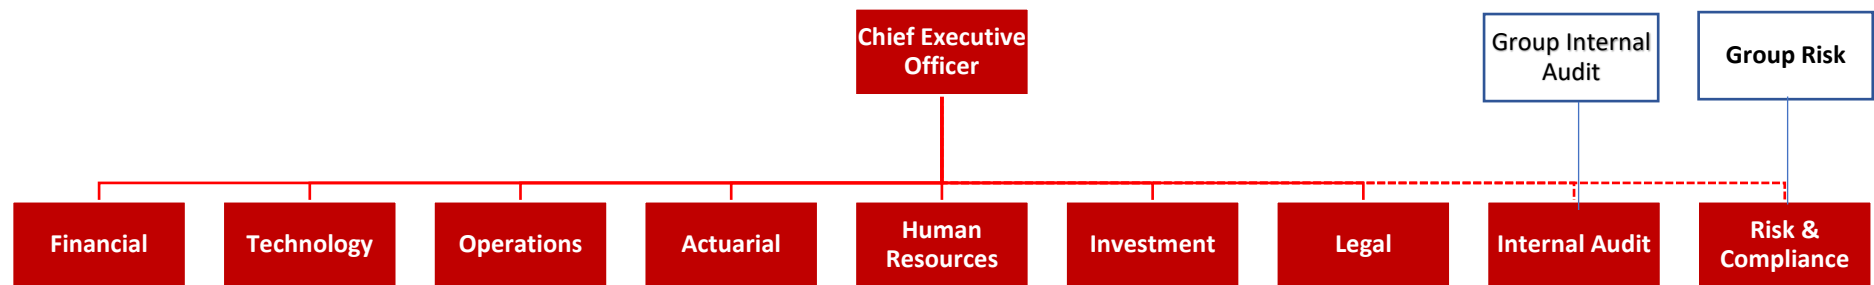 Chief Executive
Officer
Group Internal
Audit
Group Risk
Financial
Technology
Operations
Actuarial
Human
Resources
Investment
Legal
Internal Audit
Risk &
Compliance